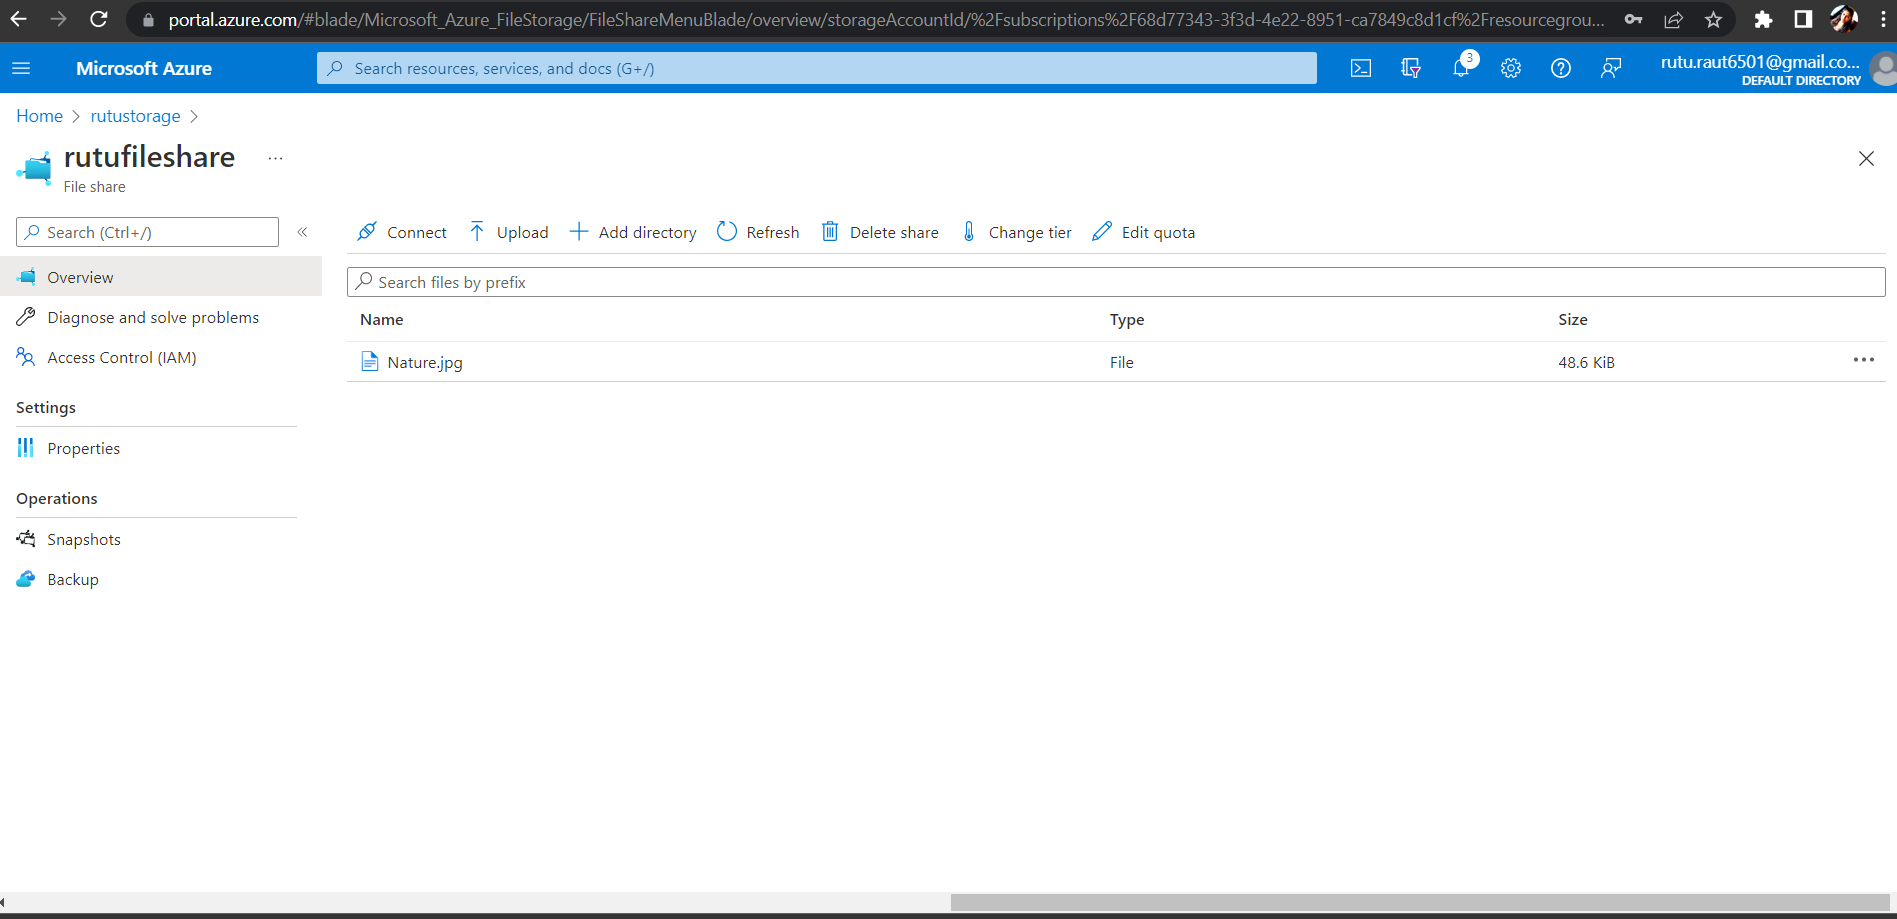 portal.azure.com/#blade/Microsoft_Azure_FileStorage/FileShareMenuBlade/overview/storageAccountId/%2Fsubscriptions%2F68d77343-3f3d-4e22-8951-ca7849c8d1cf%2Fresourcegrou...
Microsoft Azure
Search resources, services, and docs (G+/)
3
rutu.raut6501@gmail.co...
DEFAULT DIRECTORY
Home > rutustorage >
rutufileshare ...
File share
Search (Ctrl+/)
«
Connect
Upload
Add directory
Refresh
Delete share
Change tier
Edit quota
Overview
Diagnose and solve problems
Access Control (IAM)
Settings
Properties
Operations
Snapshots
Backup
Search files by prefix
Name Type Size
Nature.jpg File 48.6 KiB